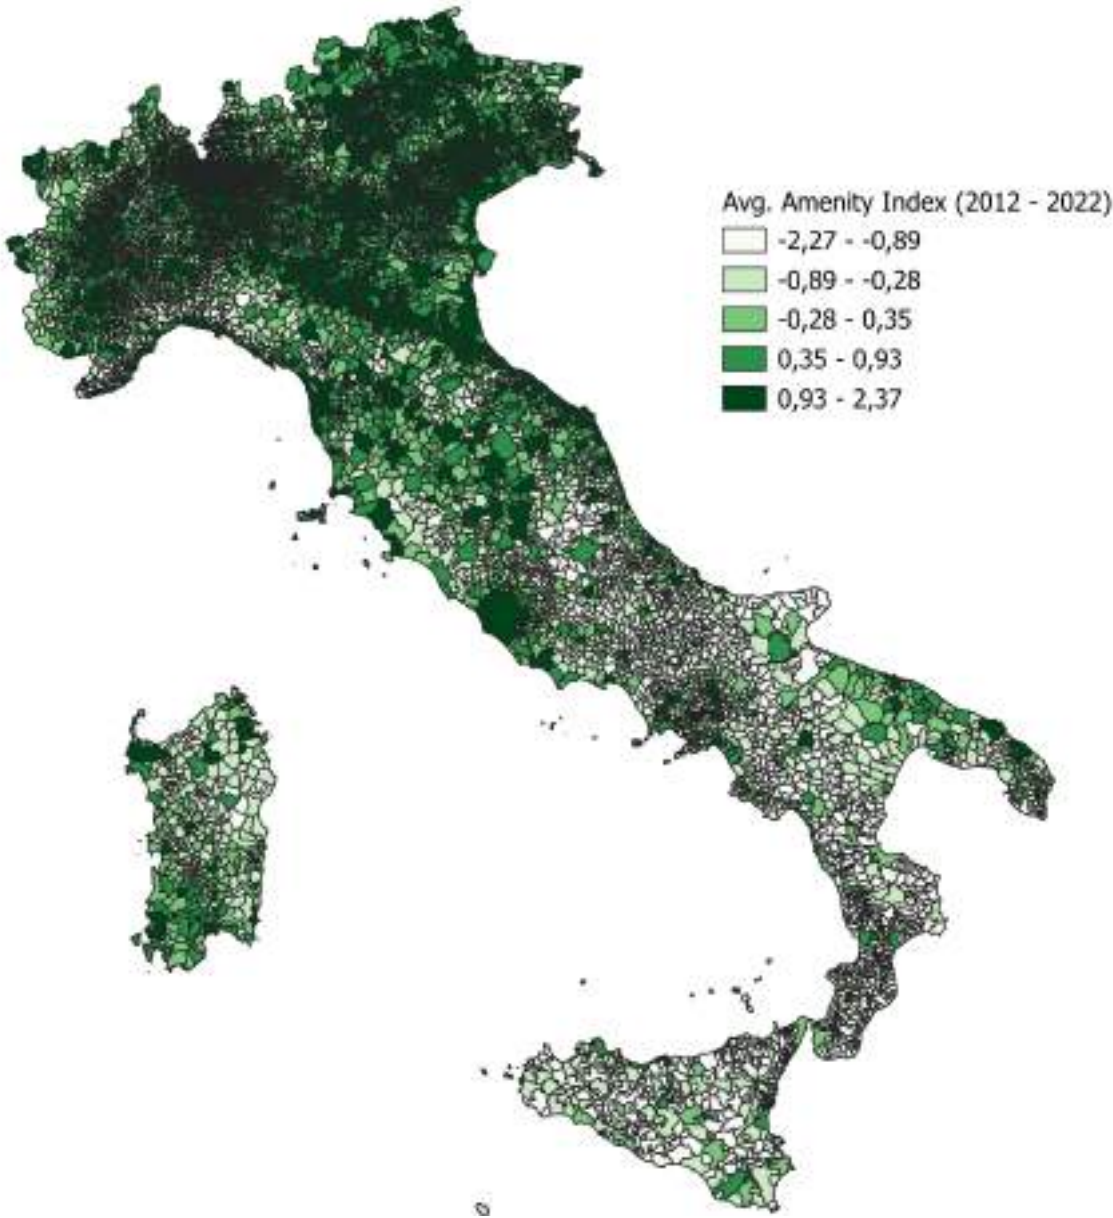 Avg. Amenity Index (2012 - 2022)
-2,27 - -0,89
-0,89 - -0,28
-0,28 - 0,35
0,35 - 0,93
0,93 - 2,37